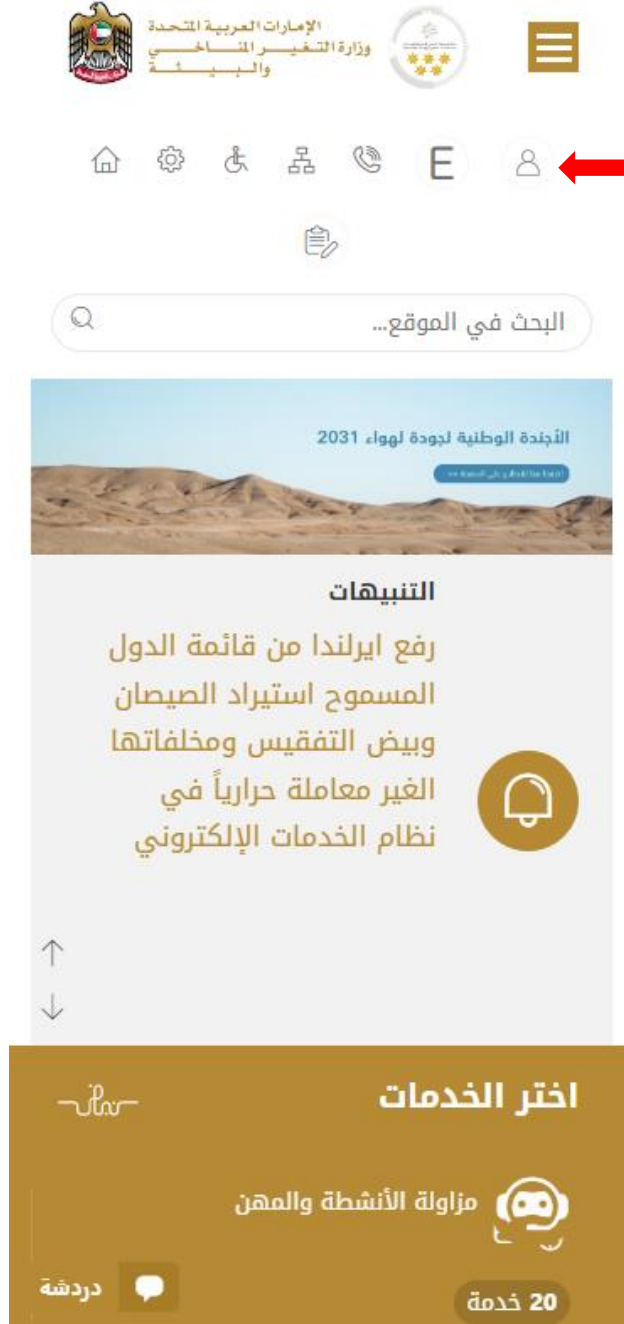 الإمارات العربية المتحدة
وزارة التغير المناخي
والبيئة
E
البحث في الموقع...
الأجندة الوطنية لجودة لهواء 2031
التنبيهات
رفع ايرلندا من قائمة الدول
المسموح استيراد الصيصان
وبيض التفقيس ومخلفاتها
الغير معاملة حرارياً في
نظام الخدمات الإلكتروني
اختر الخدمات
مزاولة الأنشطة والمهن
20 خدمة
دردشة